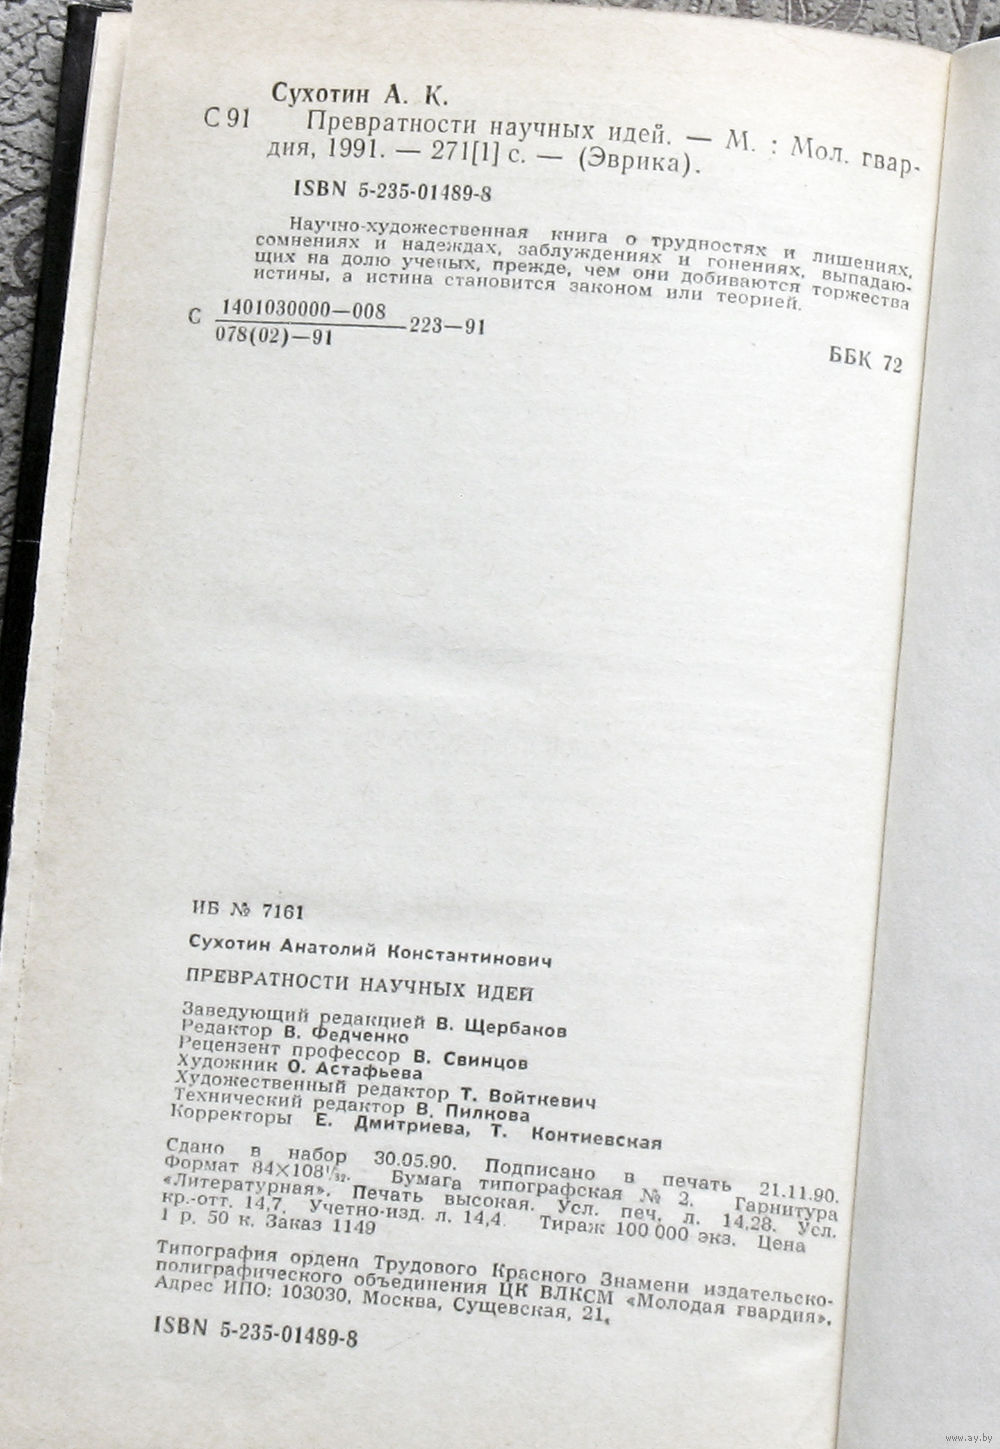 Сухотин А. К.
С 91 Превратности научных идей. — М. : Мол. гвар-
дия, 1991. — 271[1] с. — (Эврика).
ISBN 5-235-01489-8
Научно-художественная книга о трудностях и лишениях,
сомнениях и надеждах, заблуждениях и гонениях, выпадаю-
щих на долю ученых, прежде, чем они добиваются торжества
истины, а истина становится законом или теорией.
С 1401030000—008
078(02)—91 223—91
ББК 72
ИБ № 7161
Сухотин Анатолий Константинович
ПРЕВРАТНОСТИ НАУЧНЫХ ИДЕЙ
Заведующий редакцией В. Щербаков
Редактор В. Федченко
Рецензент профессор В. Свинцов
Художник О. Астафьева
Художественный редактор Т. Войткевич
Технический редактор В. Пилкова
Корректоры Е. Дмитриева, Т. Контиевская
Сдано в набор 30.05.90. Подписано в печать 21.11.90.
Формат 84×108¹/₃₂. Бумага типографская № 2. Гарнитура
«Литературная». Печать высокая. Усл. печ. л. 14,28. Усл.
кр.-отт. 14,7. Учетно-изд. л. 14,4. Тираж 100 000 экз. Цена
1 р. 50 к. Заказ 1149
Типография ордена Трудового Красного Знамени издательско-
полиграфического объединения ЦК ВЛКСМ «Молодая гвардия».
Адрес ИПО: 103030, Москва, Сущевская, 21.
ISBN 5-235-01489-8
www.ay.by